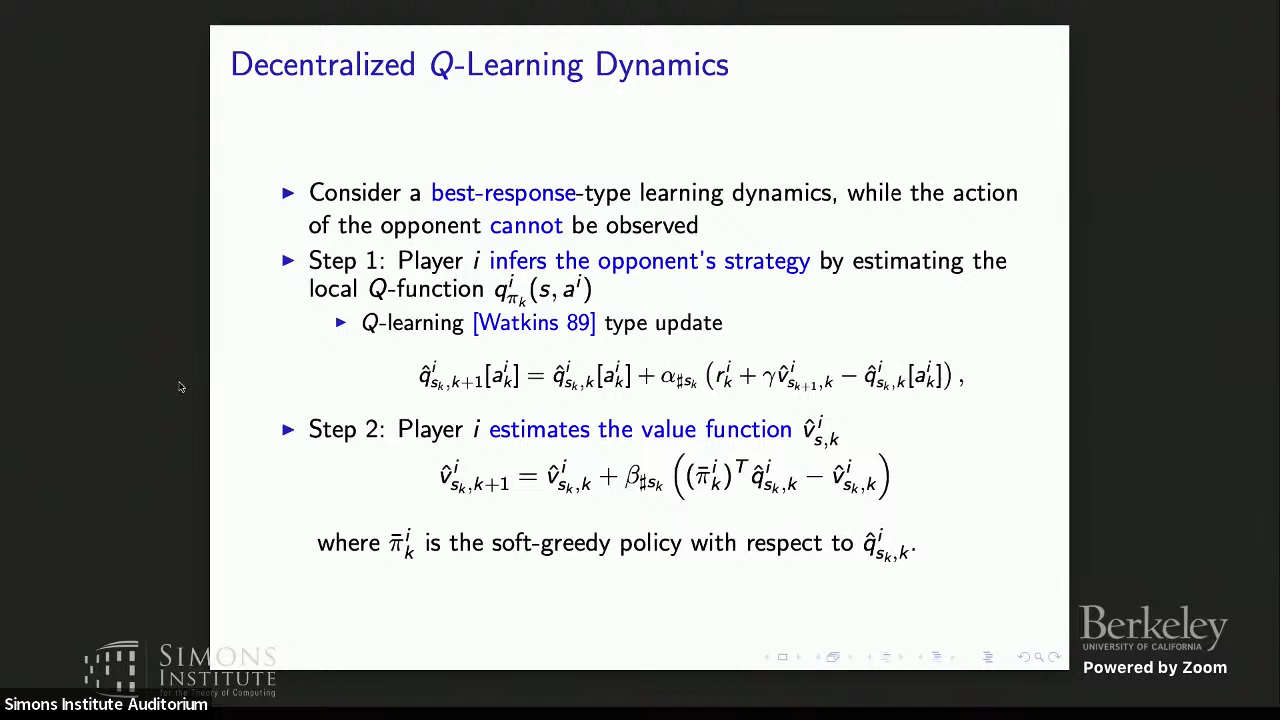 Decentralized Q-Learning Dynamics
► Consider a best-response-type learning dynamics, while the action
of the opponent cannot be observed
► Step 1: Player i infers the opponent's strategy by estimating the
local Q-function q^i_{π_k}(s, a^i)
► Q-learning [Watkins 89] type update
q̂^i_{s_k,k+1}[a^i_k] = q̂^i_{s_k,k}[a^i_k] + α_{♯s_k} (r^i_k + γv̂^i_{s_{k+1},k} − q̂^i_{s_k,k}[a^i_k]),
► Step 2: Player i estimates the value function v̂^i_{s,k}
v̂^i_{s_k,k+1} = v̂^i_{s_k,k} + β_{♯s_k} ((π̄^i_k)^T q̂^i_{s_k,k} − v̂^i_{s_k,k})
where π̄^i_k is the soft-greedy policy with respect to q̂^i_{s_k,k}.
SIMONS
INSTITUTE
for the Theory of Computing
Simons Institute Auditorium
Berkeley
UNIVERSITY OF CALIFORNIA
Powered by Zoom